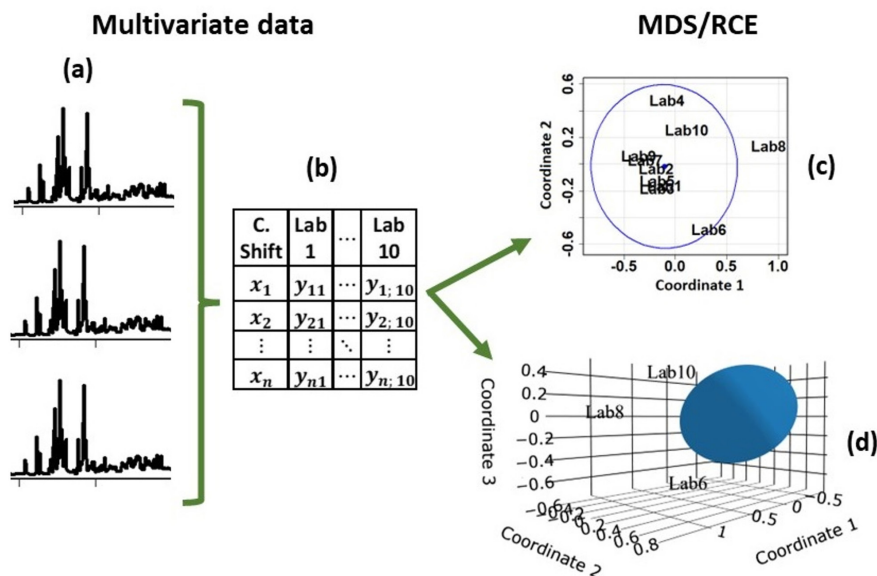 Multivariate data
MDS/RCE
(a)
(b)
C. Shift Lab 1 ... Lab 10
x1 y11 ... y1; 10
x2 y21 ... y2; 10
⋮ ⋮ ⋱ ⋮
xn yn1 ... yn; 10
0.6
0.2
-0.2
-0.6
Coordinate 2
Lab4
Lab10
Lab8
Lab9
Lab7
Lab2
Lab5
Lab6
-0.5 0.0 0.5 1.0
Coordinate 1
(c)
0.4
0.2
0
−0.2
−0.4
−0.6
Coordinate 3
Lab10
Lab8
Lab6
0.2
0.4
0.6
0.8
Coordinate 2
1
0.5
0
−0.5
Coordinate 1
(d)